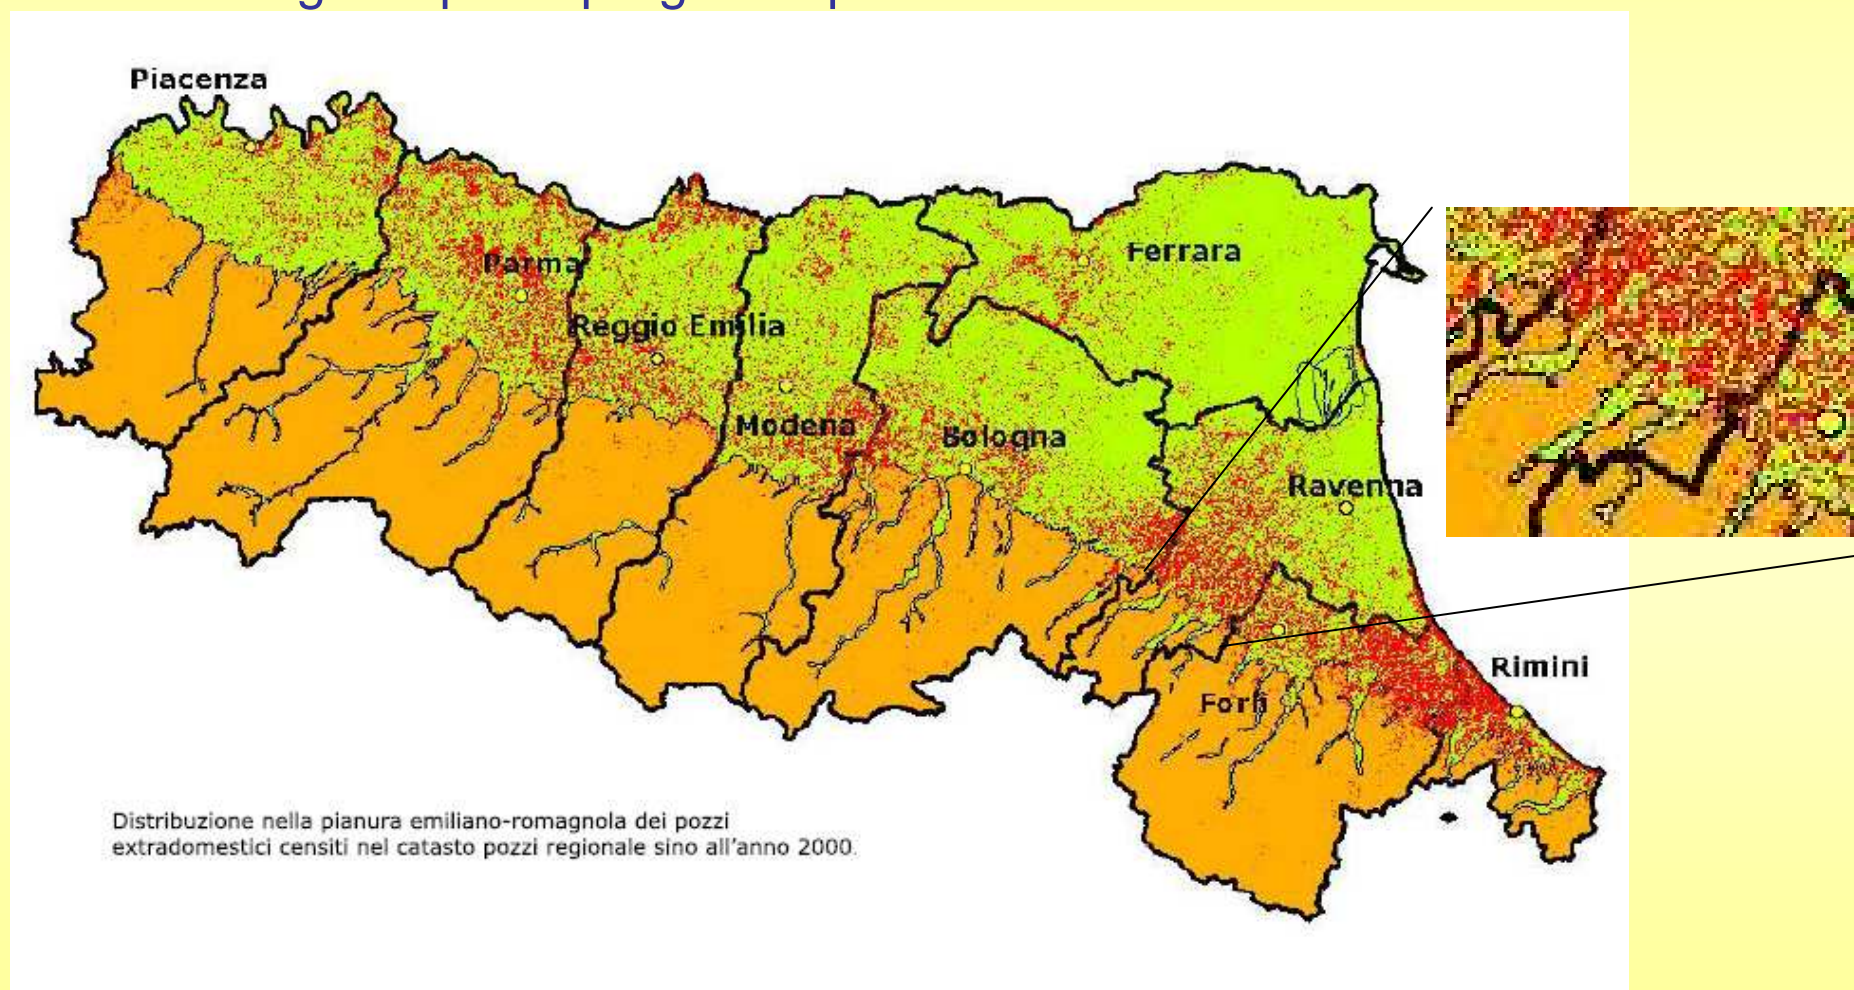 Piacenza
Ferrara
Parma
Reggio Emilia
Modena
Bologna
Ravenna
Rimini
Forlì
Distribuzione nella pianura emiliano-romagnola dei pozzi
extradomestici censiti nel catasto pozzi regionale sino all'anno 2000.